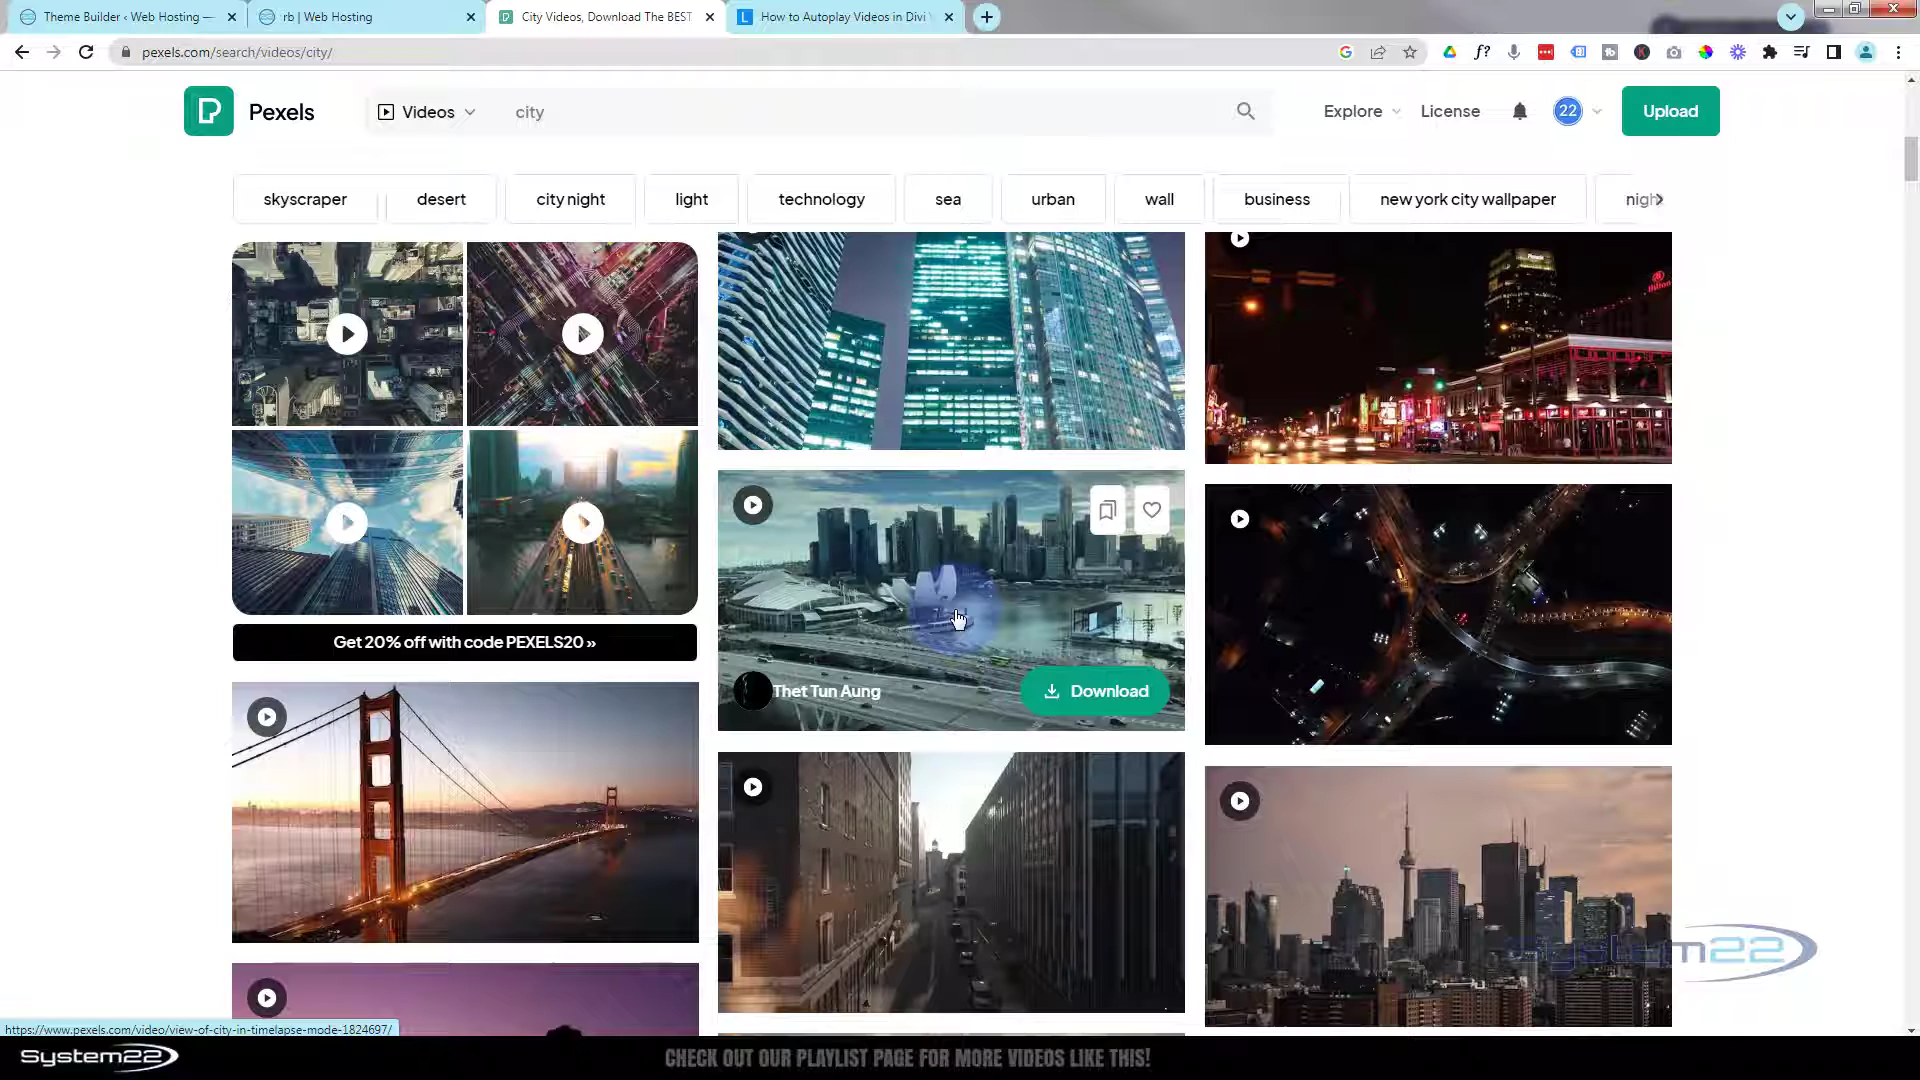 Theme Builder ‹ Web Hosting —
rb | Web Hosting
City Videos, Download The BEST
How to Autoplay Videos in Divi
pexels.com/search/videos/city/
Pexels
Videos
city
Explore
License
22
Upload
skyscraper
desert
city night
light
technology
sea
urban
wall
business
new york city wallpaper
nigh
Get 20% off with code PEXELS20 »
Thet Tun Aung
Download
System22
https://www.pexels.com/video/view-of-city-in-timelapse-mode-1824697/
System22
CHECK OUT OUR PLAYLIST PAGE FOR MORE VIDEOS LIKE THIS!